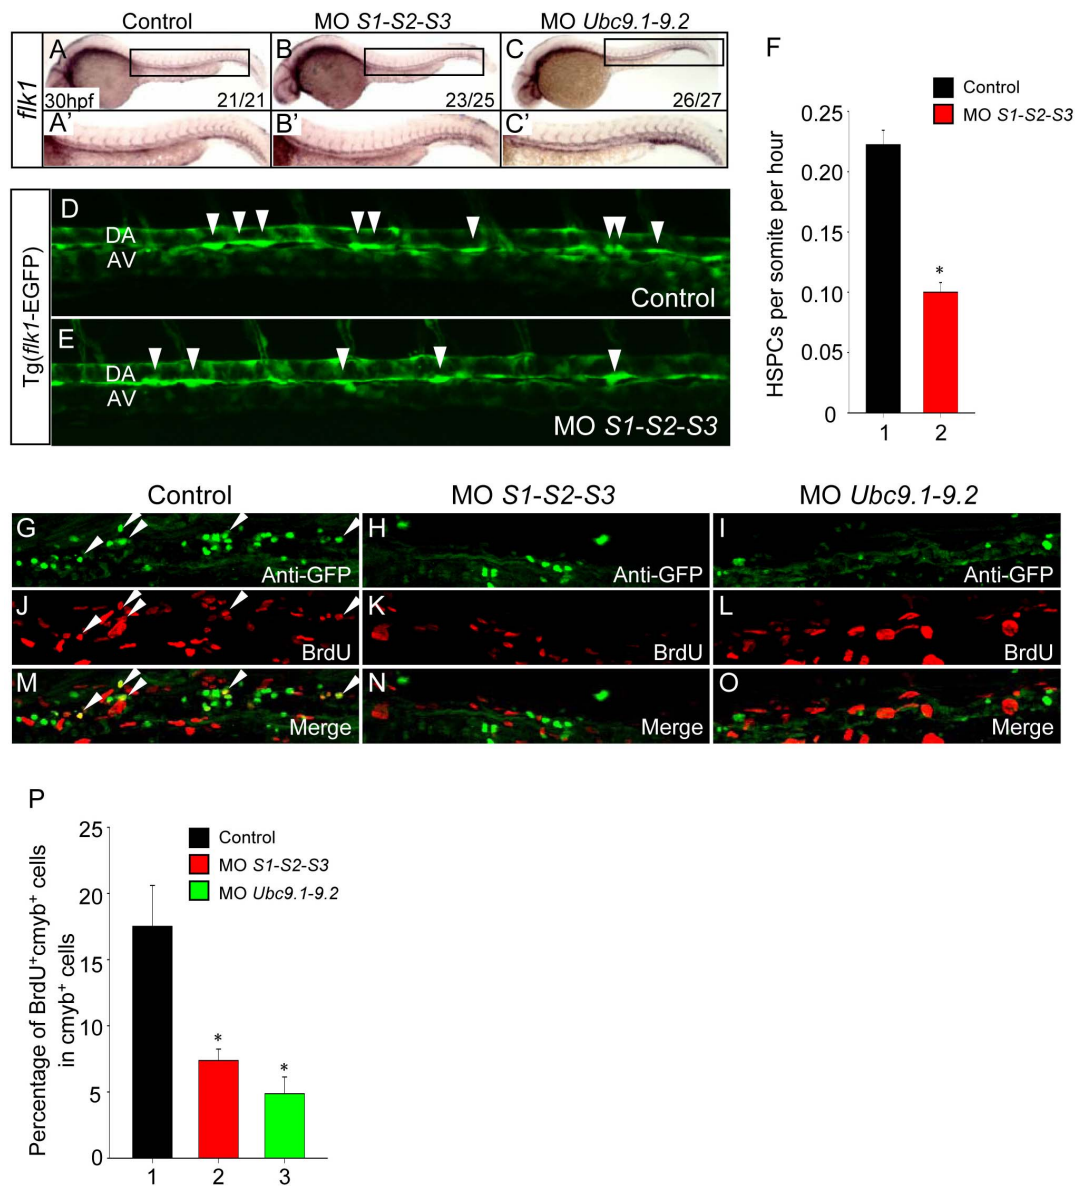 Control
MO S1-S2-S3
MO Ubc9.1-9.2
flk1
A
30hpf
21/21
B
23/25
C
26/27
A'
B'
C'
Tg(flk1-EGFP)
D
DA
AV
Control
E
DA
AV
MO S1-S2-S3
F
Control
MO S1-S2-S3
HSPCs per somite per hour
0.25
0.20
0.15
0.10
0.05
0
*
1
2
Control
MO S1-S2-S3
MO Ubc9.1-9.2
G
Anti-GFP
H
Anti-GFP
I
Anti-GFP
J
BrdU
K
BrdU
L
BrdU
M
Merge
N
Merge
O
Merge
P
Control
MO S1-S2-S3
MO Ubc9.1-9.2
Percentage of BrdU⁺cmyb⁺ cells
in cmyb⁺ cells
25
20
15
10
5
0
*
*
1
2
3